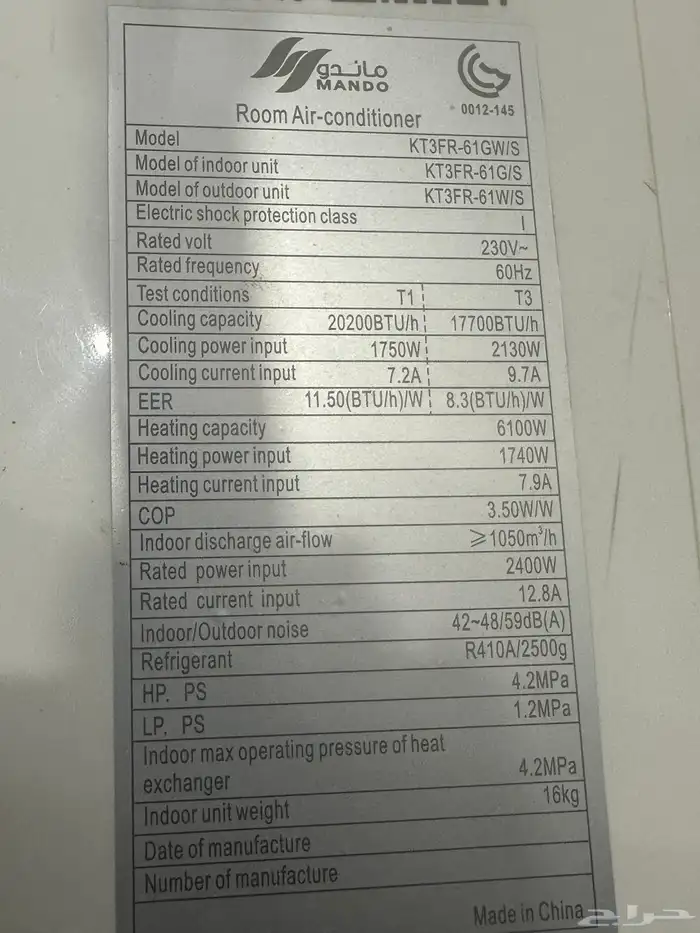 ماندو
MANDO
0012-145
Room Air-conditioner
Model KT3FR-61GW/S
Model of indoor unit KT3FR-61G/S
Model of outdoor unit KT3FR-61W/S
Electric shock protection class I
Rated volt 230V~
Rated frequency 60Hz
Test conditions T1 T3
Cooling capacity 20200BTU/h 17700BTU/h
Cooling power input 1750W 2130W
Cooling current input 7.2A 9.7A
EER 11.50(BTU/h)/W 8.3(BTU/h)/W
Heating capacity 6100W
Heating power input 1740W
Heating current input 7.9A
COP 3.50W/W
Indoor discharge air-flow ⩾1050m³/h
Rated power input 2400W
Rated current input 12.8A
Indoor/Outdoor noise 42~48/59dB(A)
Refrigerant R410A/2500g
HP. PS 4.2MPa
LP. PS 1.2MPa
Indoor max operating pressure of heat
exchanger 4.2MPa
Indoor unit weight 16kg
Date of manufacture
Number of manufacture
Made in China
حراج